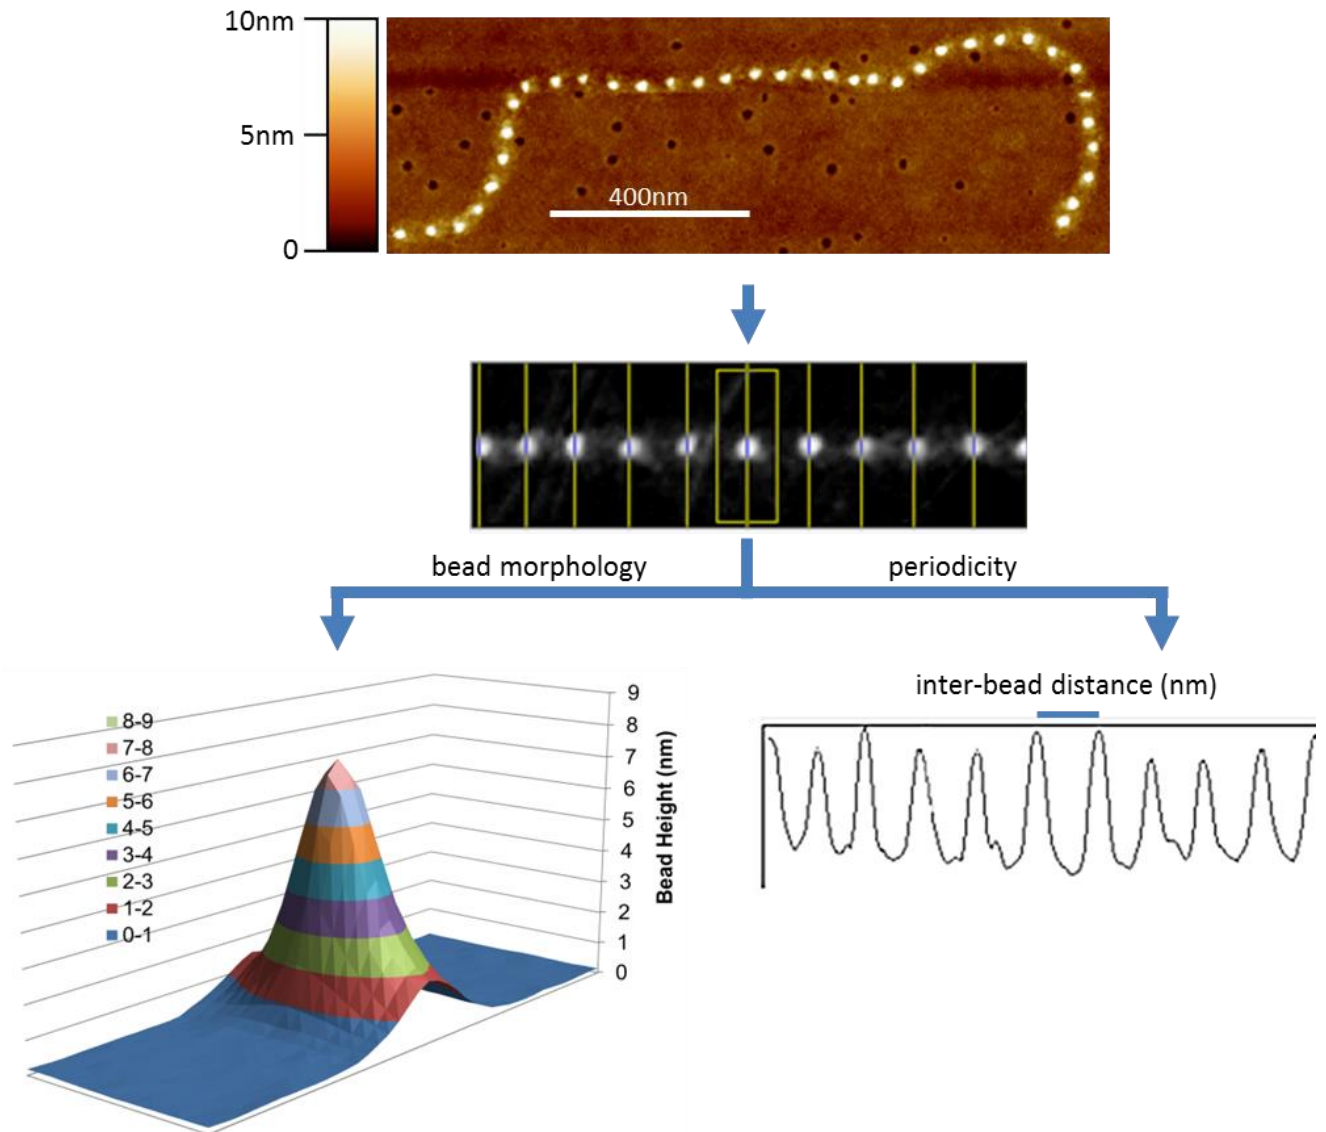 10nm
5nm
0
400nm
bead morphology
periodicity
inter-bead distance (nm)
8-9
7-8
6-7
5-6
4-5
3-4
2-3
1-2
0-1
9
8
7
6
5
4
3
2
1
0
Bead Height (nm)